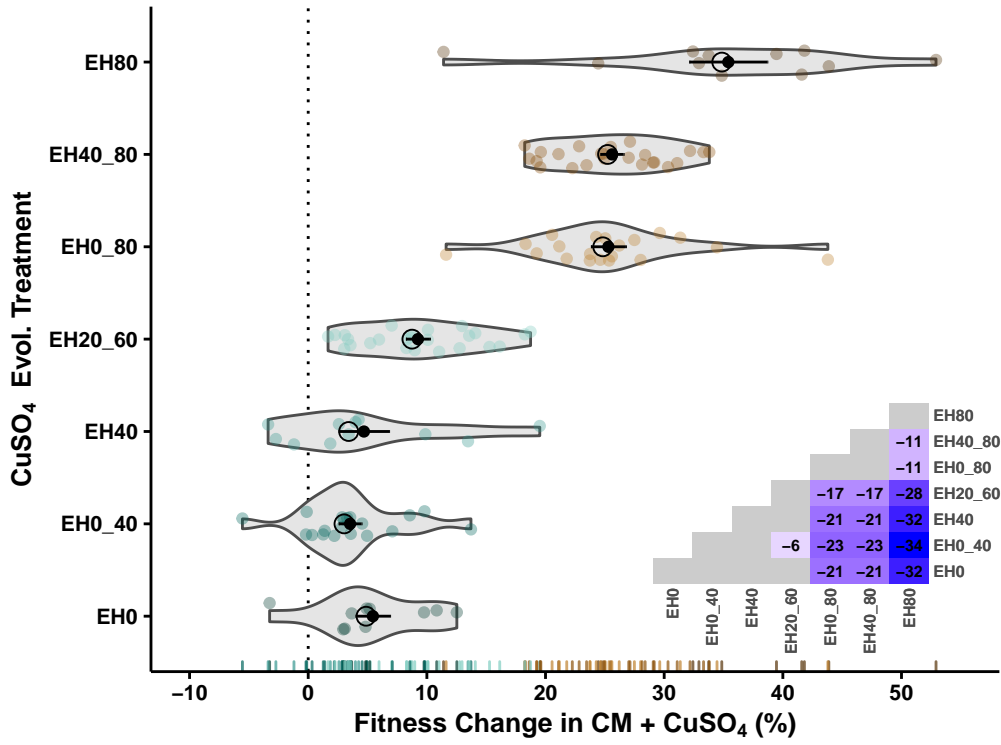 EH80
EH40_80
EH0_80
EH20_60
EH40
EH0_40
EH0
CuSO₄ Evol. Treatment
EH80
−11 EH40_80
−11 EH0_80
−17 −17 −28 EH20_60
−21 −21 −32 EH40
−6 −23 −23 −34 EH0_40
−21 −21 −32 EH0
EH0 EH0_40 EH40 EH20_60 EH0_80 EH40_80 EH80
−10 0 10 20 30 40 50
Fitness Change in CM + CuSO₄ (%)